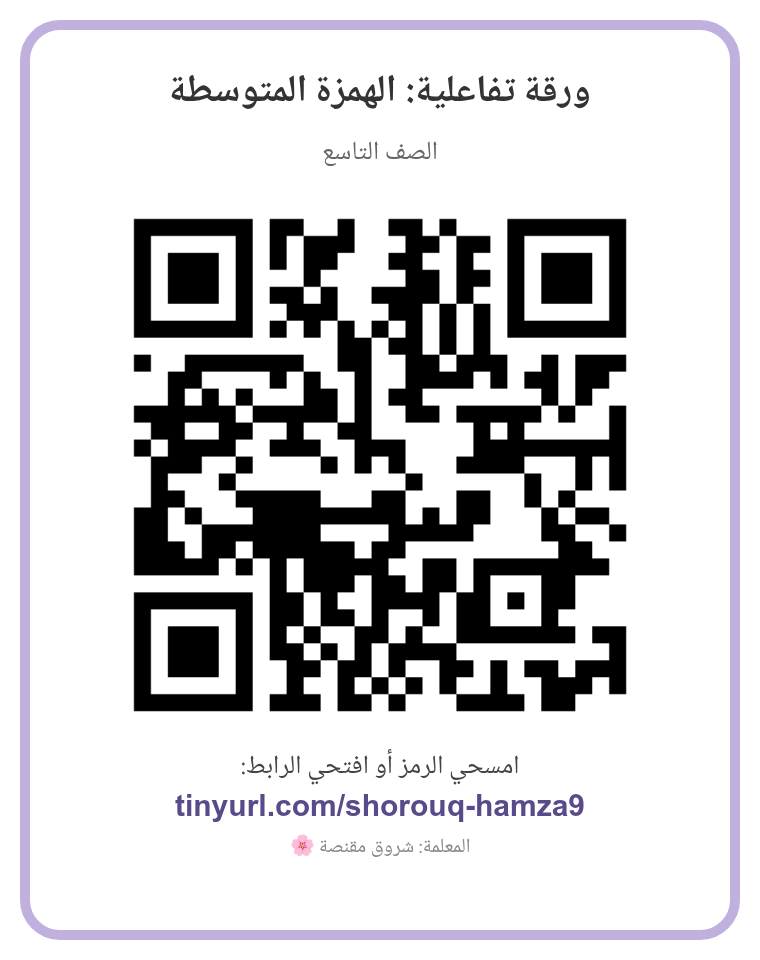 ورقة تفاعلية: الهمزة المتوسطة
الصف التاسع
امسحي الرمز أو افتحي الرابط:
tinyurl.com/shorouq-hamza9
المعلمة: شروق مقنصة 🌸